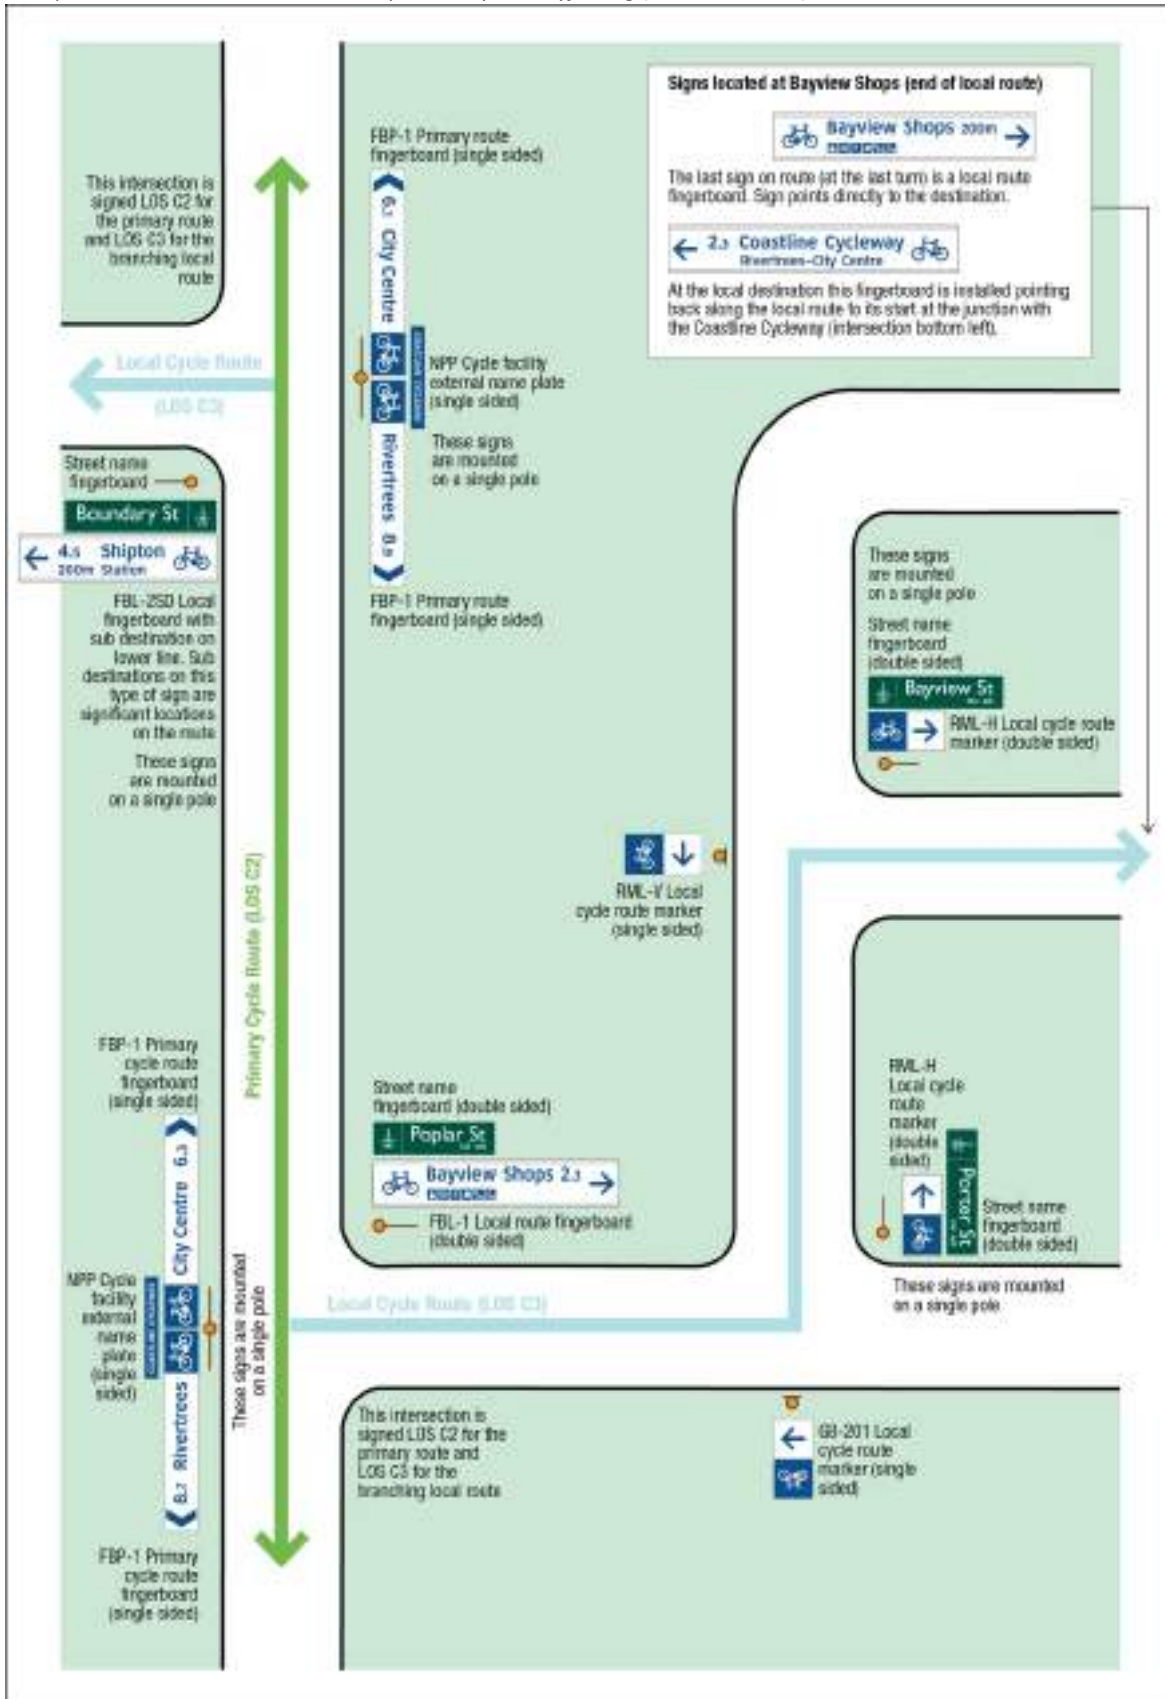 Signs located at Bayview Shops (end of local route)
Bayview Shops 200m
The last sign on route (at the last turn) is a local route
fingerboard. Sign points directly to the destination.
2.3 Coastline Cycleway
Rivertrees-City Centre
At the local destination this fingerboard is installed pointing
back along the local route to its start at the junction with
the Coastline Cycleway (intersection bottom left).
This intersection is
signed LOS C2 for
the primary route
and LOS C3 for the
branching local
route
FBP-1 Primary route
fingerboard (single sided)
City Centre
NPP Cycle facility
external name plate
(single sided)
These signs
are mounted
on a single pole
Rivertrees
FBP-1 Primary route
fingerboard (single sided)
Local Cycle Route
(LOS C3)
Street name
fingerboard
Boundary St
4.5 Shipton
Station
FBL-2SD Local
fingerboard with
sub destination on
lower line. Sub
destinations on this
type of sign are
significant locations
on the route
These signs
are mounted
on a single pole
These signs
are mounted
on a single pole
Street name
fingerboard
(double sided)
Bayview St
RML-H Local cycle route
marker (double sided)
RML-V Local
cycle route marker
(single sided)
Primary Cycle Route (LOS C2)
FBP-1 Primary
cycle route
fingerboard
(single sided)
City Centre 6.3
NPP Cycle
facility
external
name
plate
(single
sided)
8.7 Rivertrees
These signs are mounted
on a single pole
FBP-1 Primary
cycle route
fingerboard
(single sided)
Street name
fingerboard (double sided)
Poplar St
Bayview Shops 2.3
FBL-1 Local route fingerboard
(double sided)
RML-H
Local cycle
route
marker
(double
sided)
Porter St
Street name
fingerboard
(double sided)
These signs are mounted
on a single pole
Local Cycle Route (LOS C3)
This intersection is
signed LOS C2 for the
primary route and
LOS C3 for the
branching local route
G8-201 Local
cycle route
marker (single
sided)